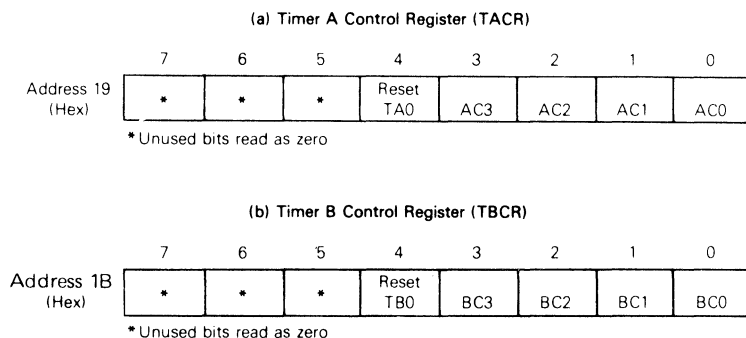 (a) Timer A Control Register (TACR)
7 6 5 4 3 2 1 0
Address 19
(Hex)
* * * Reset TAO AC3 AC2 AC1 AC0
* Unused bits read as zero
(b) Timer B Control Register (TBCR)
7 6 5 4 3 2 1 0
Address 1B
(Hex)
* * * Reset TBO BC3 BC2 BC1 BC0
* Unused bits read as zero